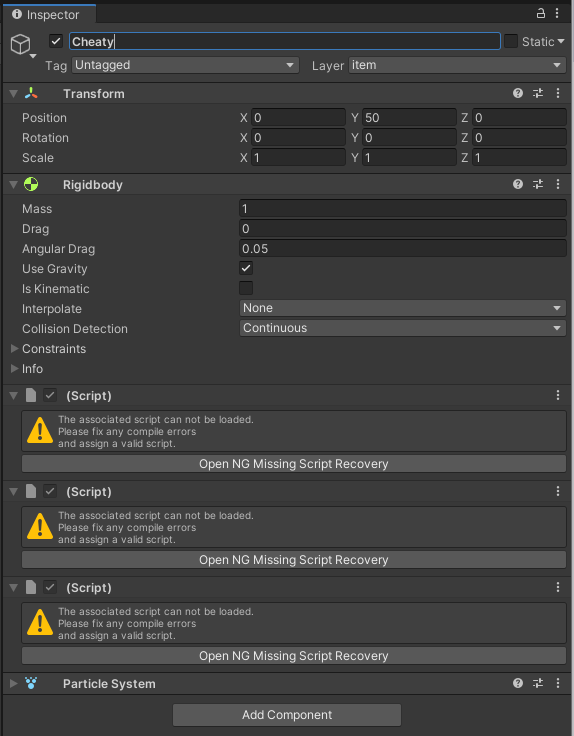 Inspector
Cheaty
Static
Tag Untagged Layer item
Transform
Position X 0 Y 50 Z 0
Rotation X 0 Y 0 Z 0
Scale X 1 Y 1 Z 1
Rigidbody
Mass 1
Drag 0
Angular Drag 0.05
Use Gravity
Is Kinematic
Interpolate None
Collision Detection Continuous
Constraints
Info
(Script)
The associated script can not be loaded.
Please fix any compile errors
and assign a valid script.
Open NG Missing Script Recovery
(Script)
The associated script can not be loaded.
Please fix any compile errors
and assign a valid script.
Open NG Missing Script Recovery
(Script)
The associated script can not be loaded.
Please fix any compile errors
and assign a valid script.
Open NG Missing Script Recovery
Particle System
Add Component